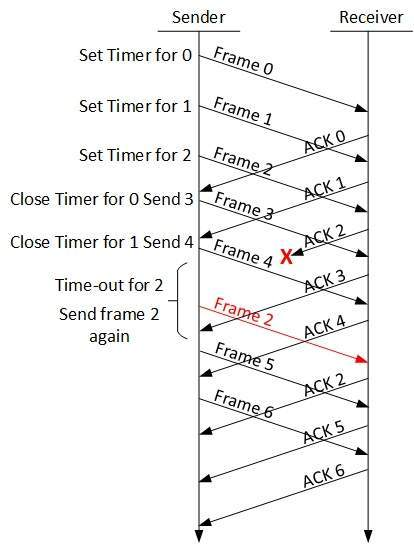 Sender
Receiver
Set Timer for 0
Frame 0
Set Timer for 1
Frame 1
ACK 0
Set Timer for 2
Frame 2
ACK 1
Close Timer for 0 Send 3
Frame 3
ACK 2
Close Timer for 1 Send 4
Frame 4
X
Time-out for 2
ACK 3
Send frame 2
again
Frame 2
ACK 4
Frame 5
ACK 2
Frame 6
ACK 5
ACK 6